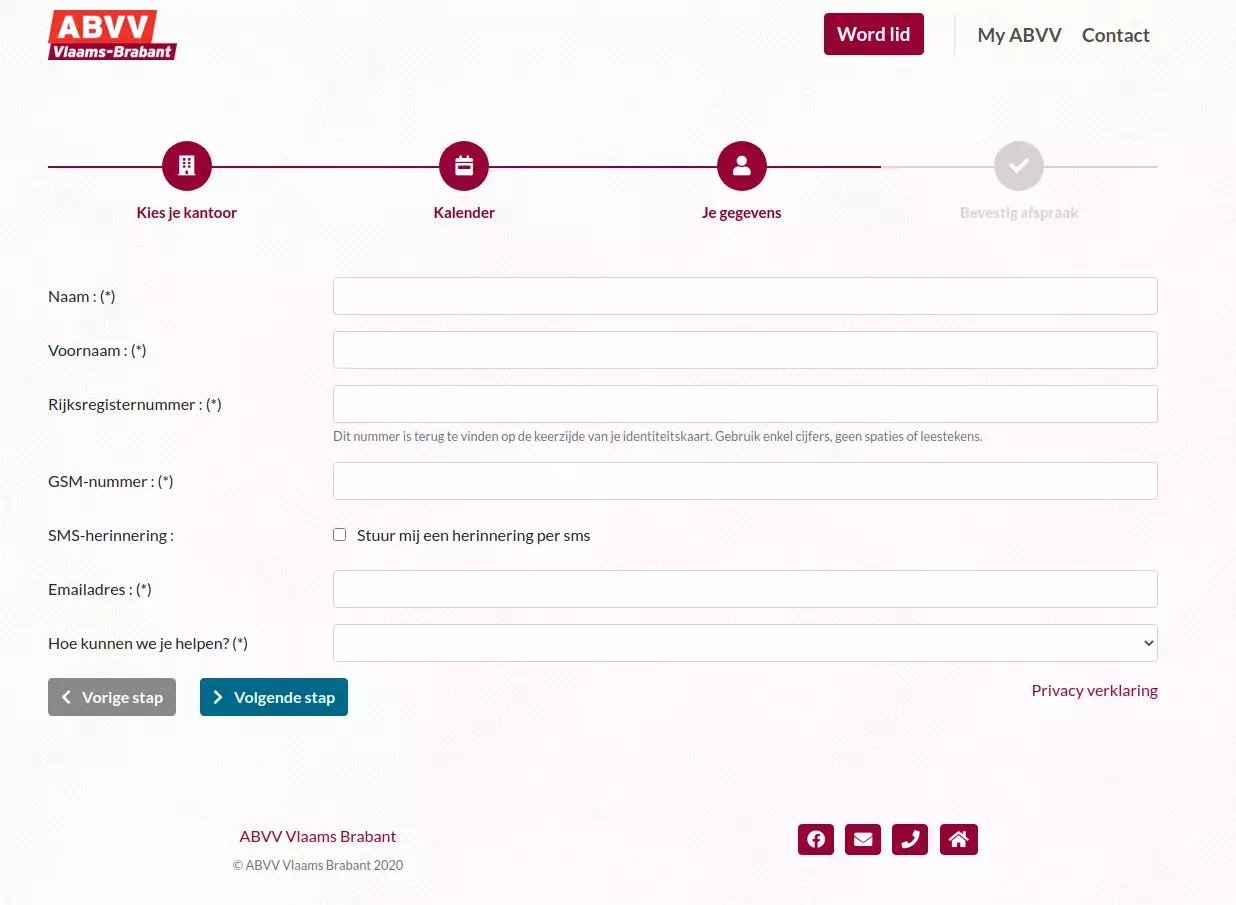 ABVV
Vlaams-Brabant
Word lid
My ABVV
Contact
Kies je kantoor
Kalender
Je gegevens
Bevestig afspraak
Naam : (*)
Voornaam : (*)
Rijksregisternummer : (*)
Dit nummer is terug te vinden op de keerzijde van je identiteitskaart. Gebruik enkel cijfers, geen spaties of leestekens.
GSM-nummer : (*)
SMS-herinnering :
Stuur mij een herinnering per sms
Emailadres : (*)
Hoe kunnen we je helpen? (*)
Vorige stap
Volgende stap
Privacy verklaring
ABVV Vlaams Brabant
© ABVV Vlaams Brabant 2020